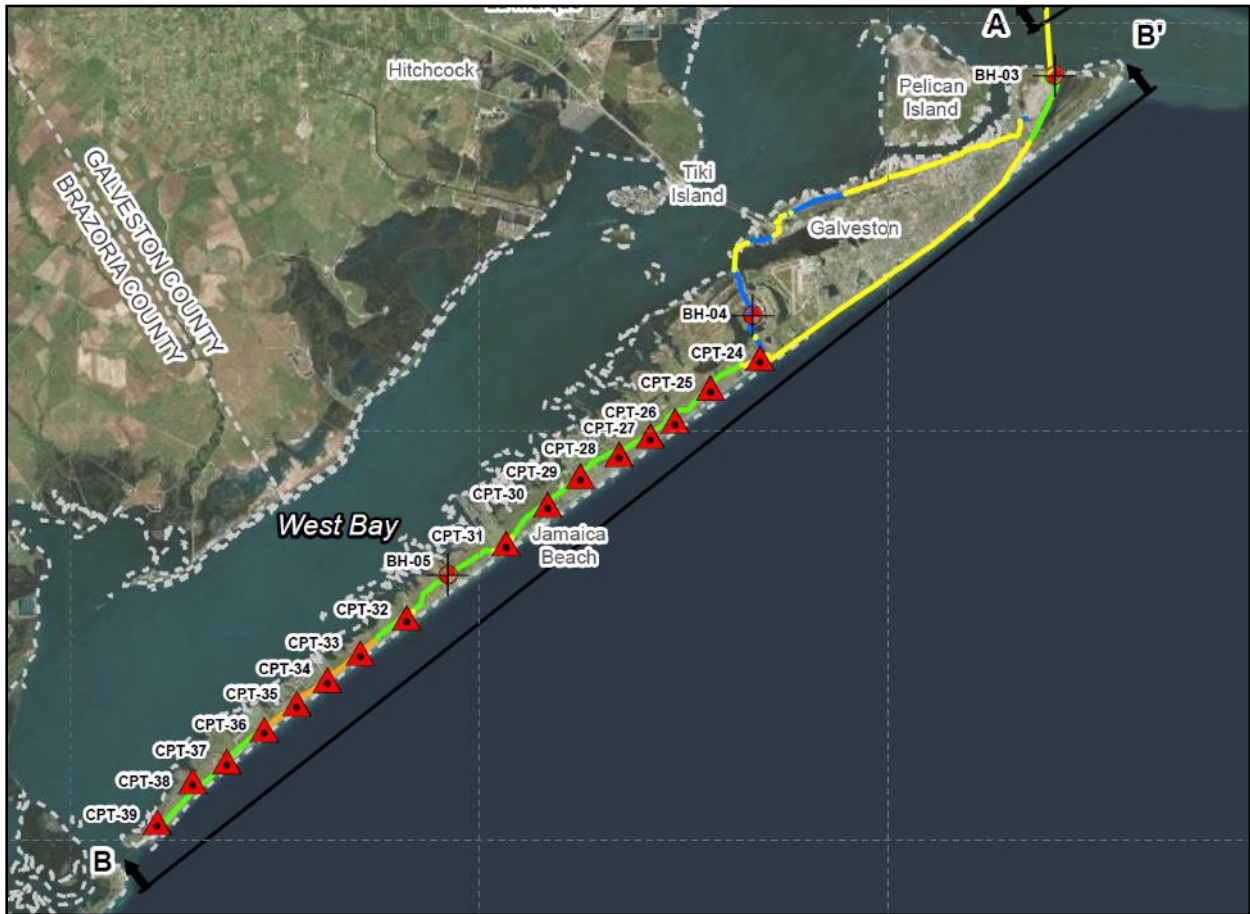 A
B'
BH-03
Hitchcock
Pelican
Island
GALVESTON COUNTY
BRAZORIA COUNTY
Tiki
Island
Galveston
BH-04
CPT-24
CPT-25
CPT-26
CPT-27
CPT-28
CPT-29
CPT-30
West Bay
CPT-31
Jamaica
Beach
BH-05
CPT-32
CPT-33
CPT-34
CPT-35
CPT-36
CPT-37
CPT-38
CPT-39
B